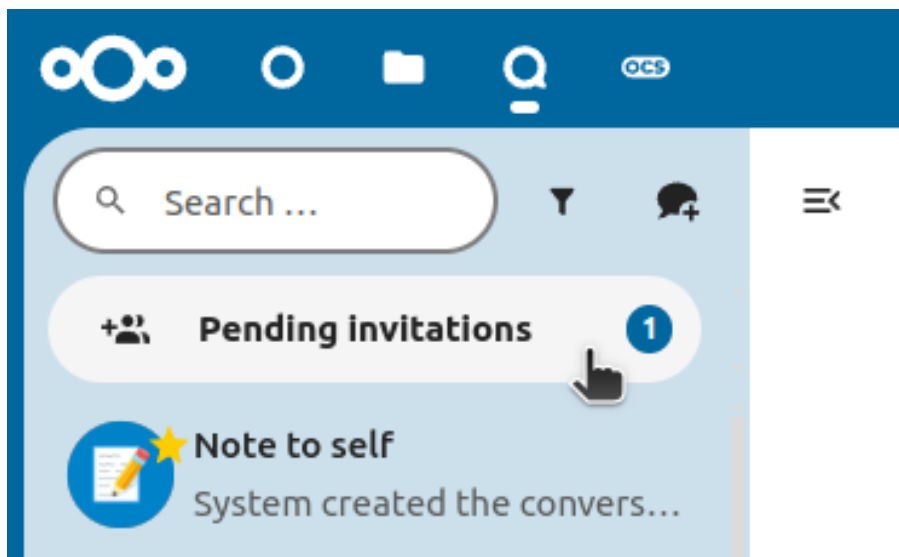 OCS
Search ...
Pending invitations 1
Note to self
System created the convers...